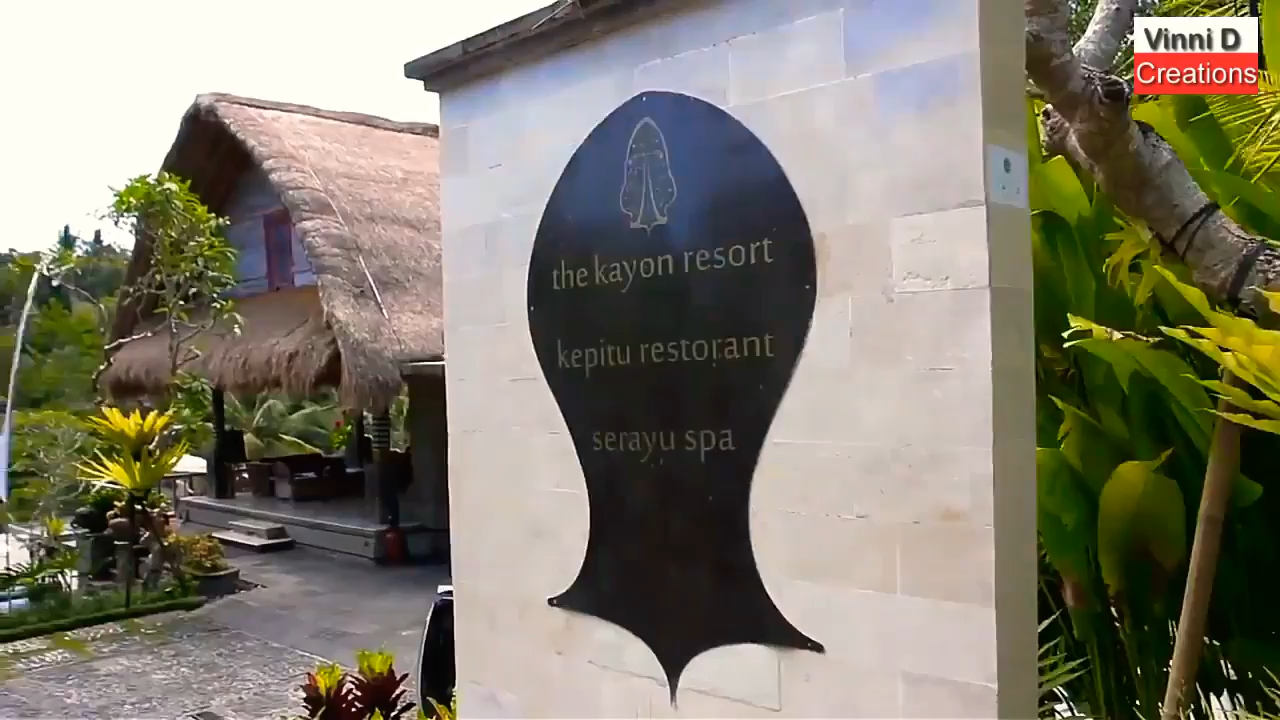 Vinni D
Creations
the kayon resort
kepitu restorant
serayu spa